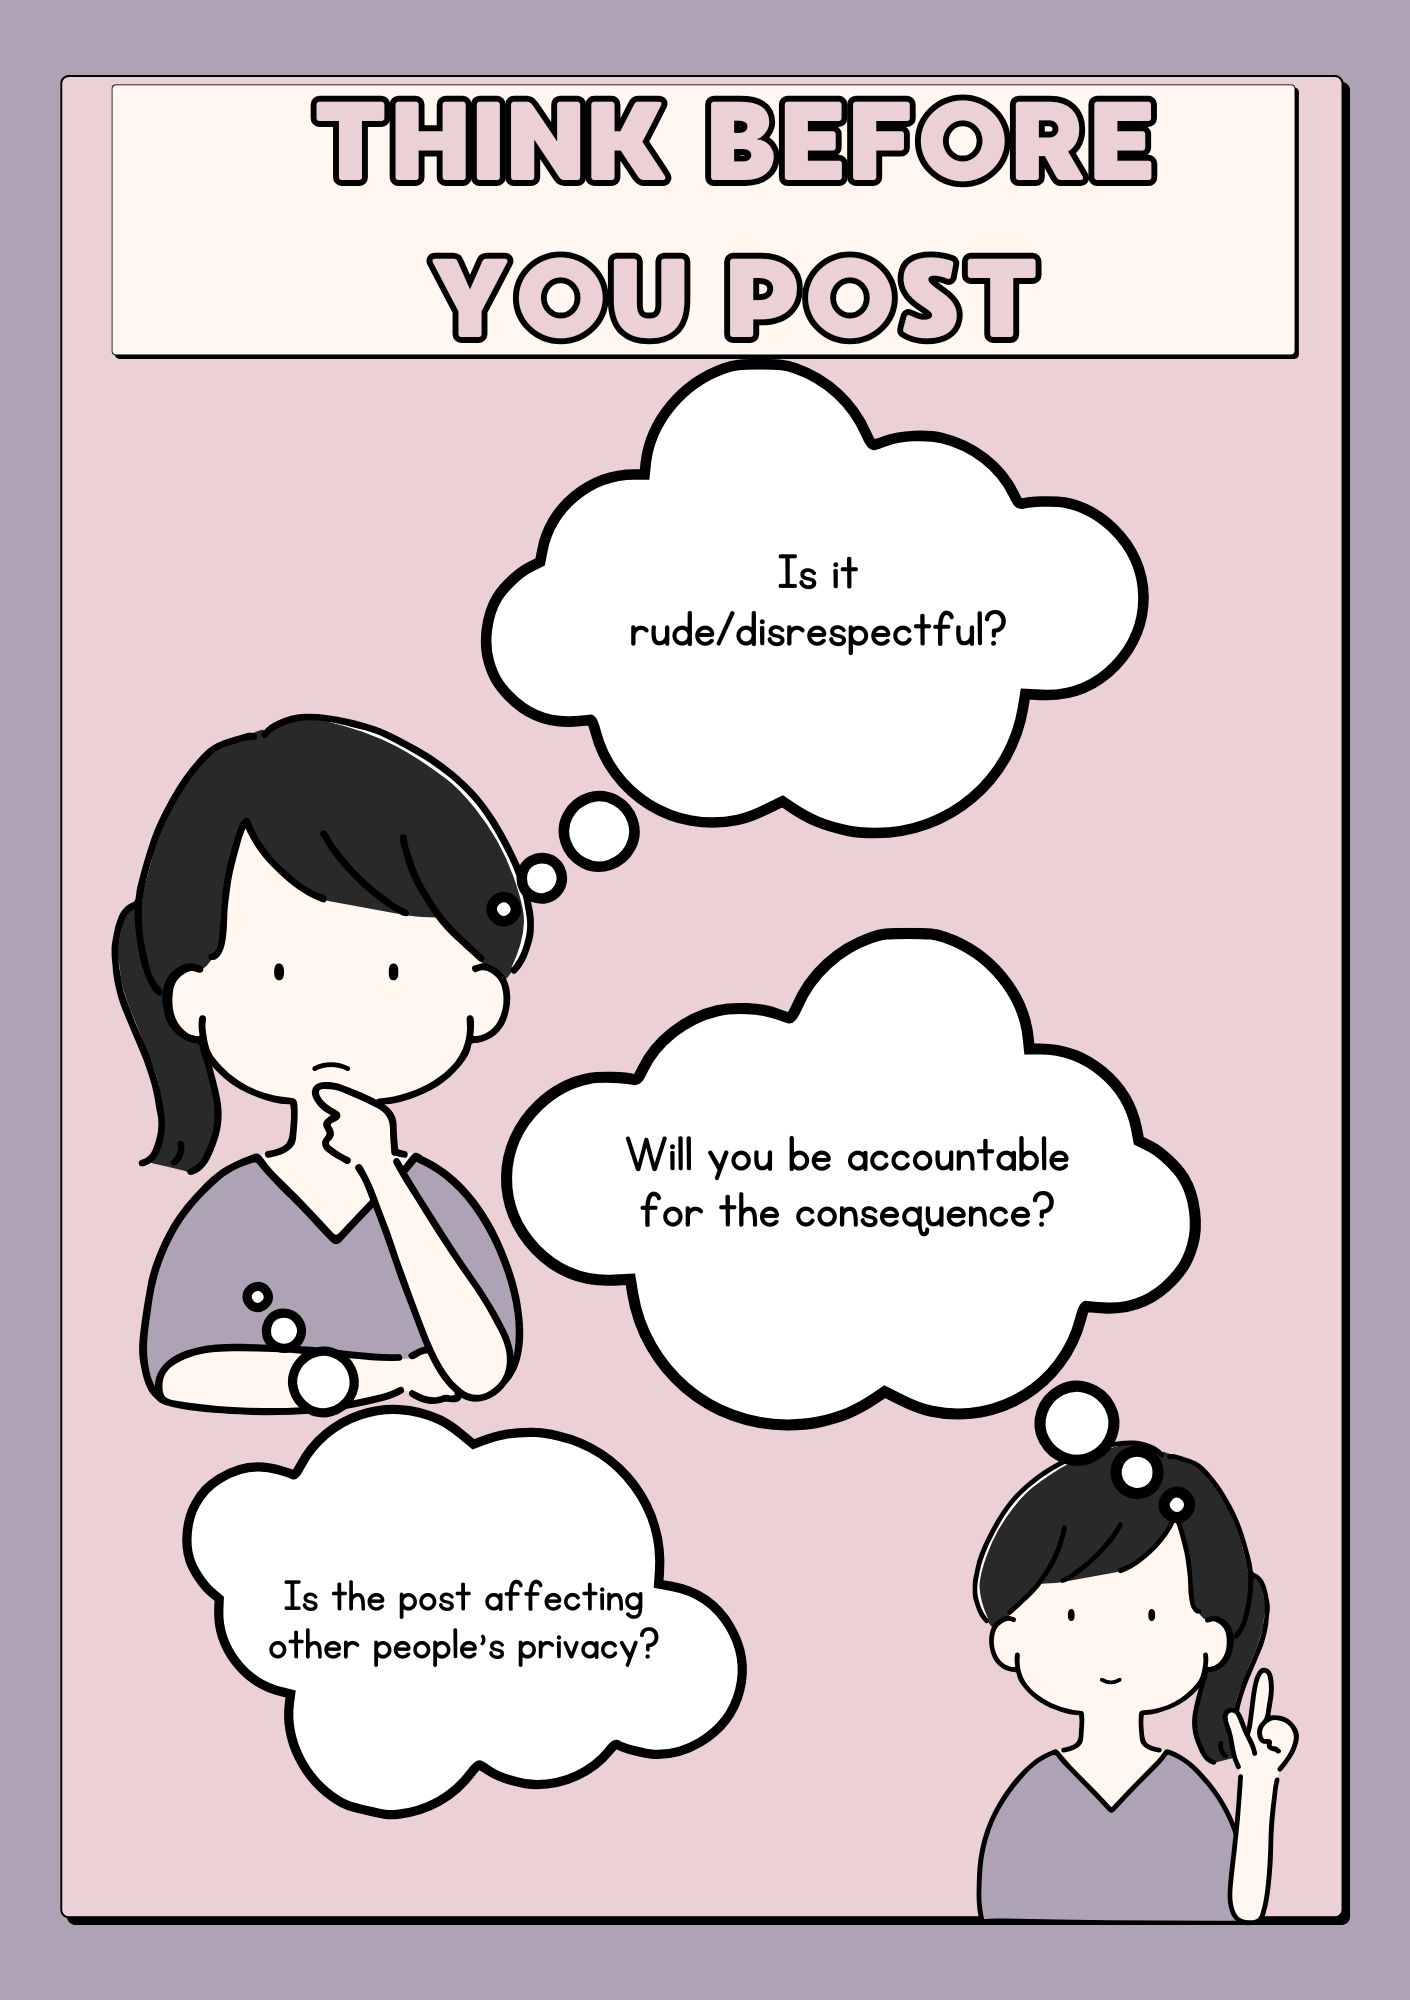 THINK BEFORE
YOU POST
Is it
rude/disrespectful?
Will you be accountable
for the consequence?
Is the post affecting
other people's privacy?